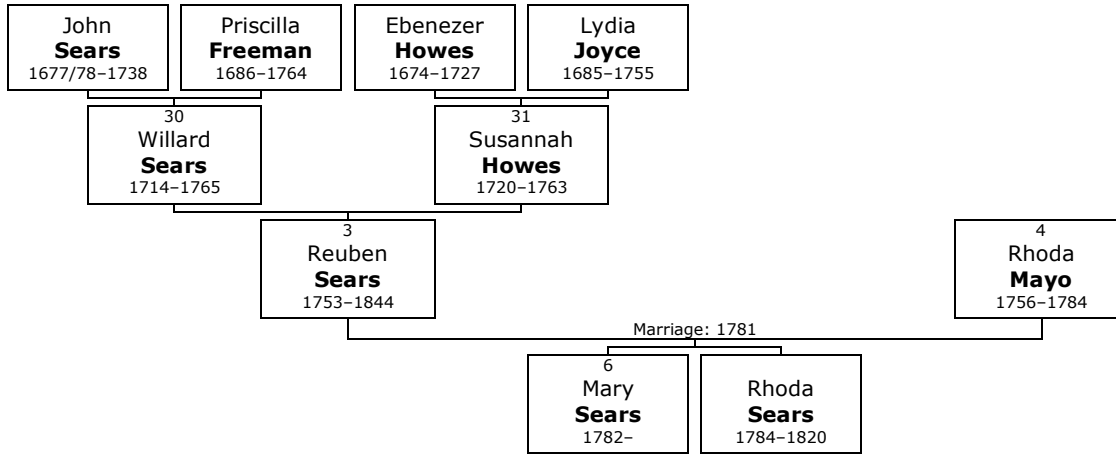 John
Sears
1677/78–1738
Priscilla
Freeman
1686–1764
Ebenezer
Howes
1674–1727
Lydia
Joyce
1685–1755
30
Willard
Sears
1714–1765
31
Susannah
Howes
1720–1763
3
Reuben
Sears
1753–1844
4
Rhoda
Mayo
1756–1784
Marriage: 1781
6
Mary
Sears
1782–
Rhoda
Sears
1784–1820